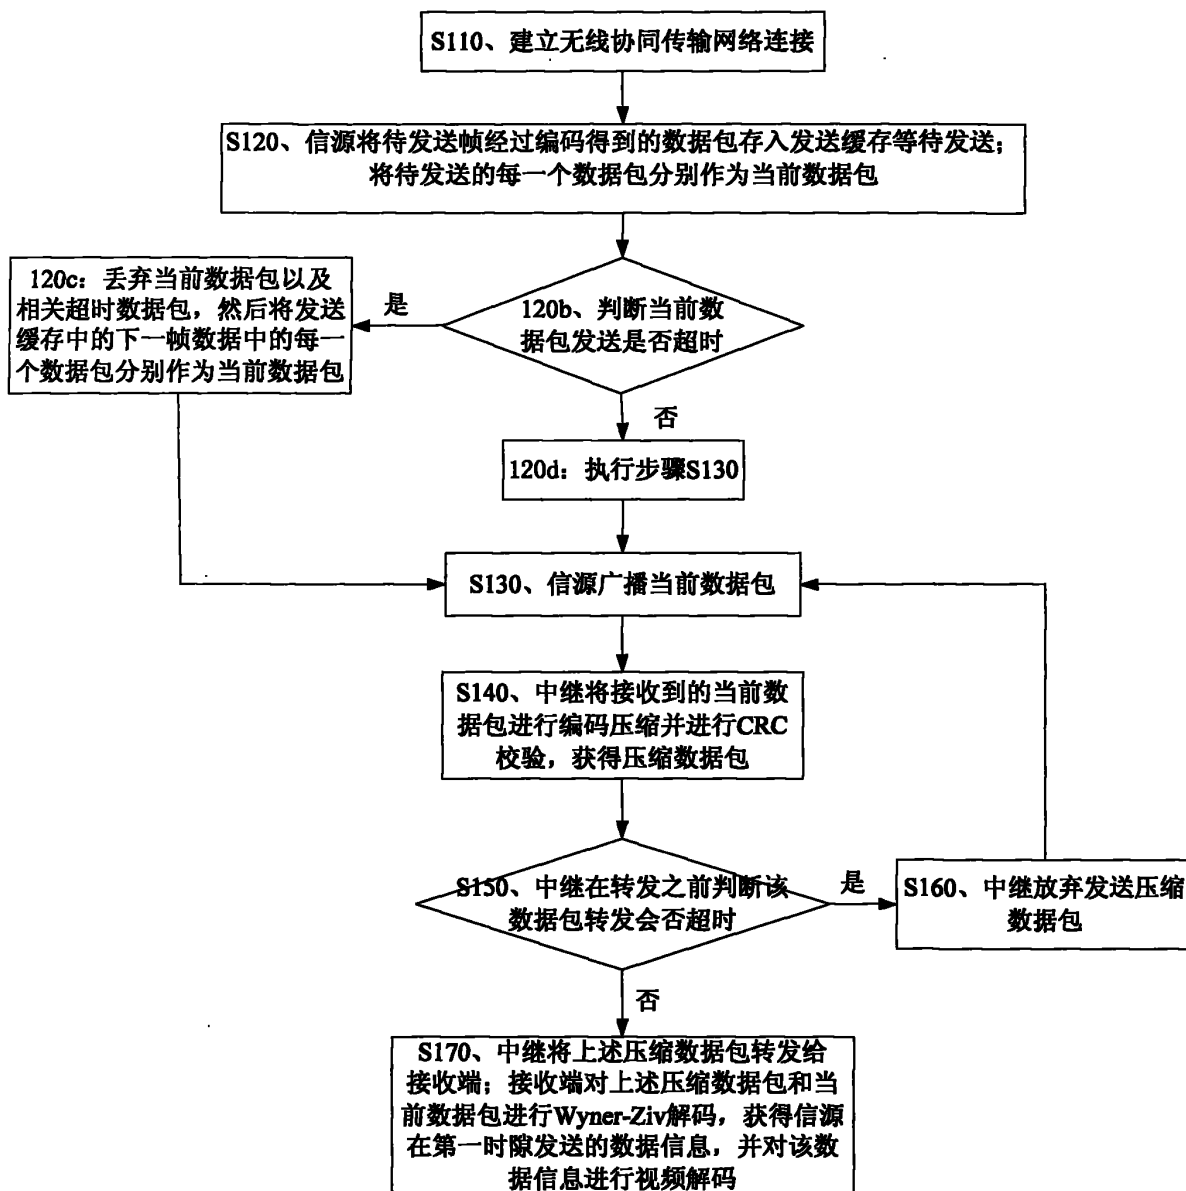 S110、建立无线协同传输网络连接
S120、信源将待发送帧经过编码得到的数据包存入发送缓存等待发送；
将待发送的每一个数据包分别作为当前数据包
120c：丢弃当前数据包以及
相关超时数据包，然后将发送
缓存中的下一帧数据中的每一
个数据包分别作为当前数据包
是
120b、判断当前数
据包发送是否超时
否
120d：执行步骤S130
S130、信源广播当前数据包
S140、中继将接收到的当前数
据包进行编码压缩并进行CRC
校验，获得压缩数据包
S150、中继在转发之前判断该
数据包转发会否超时
是
S160、中继放弃发送压缩
数据包
否
S170、中继将上述压缩数据包转发给
接收端；接收端对上述压缩数据包和当
前数据包进行Wyner-Ziv解码，获得信源
在第一时隙发送的数据信息，并对该数
据信息进行视频解码